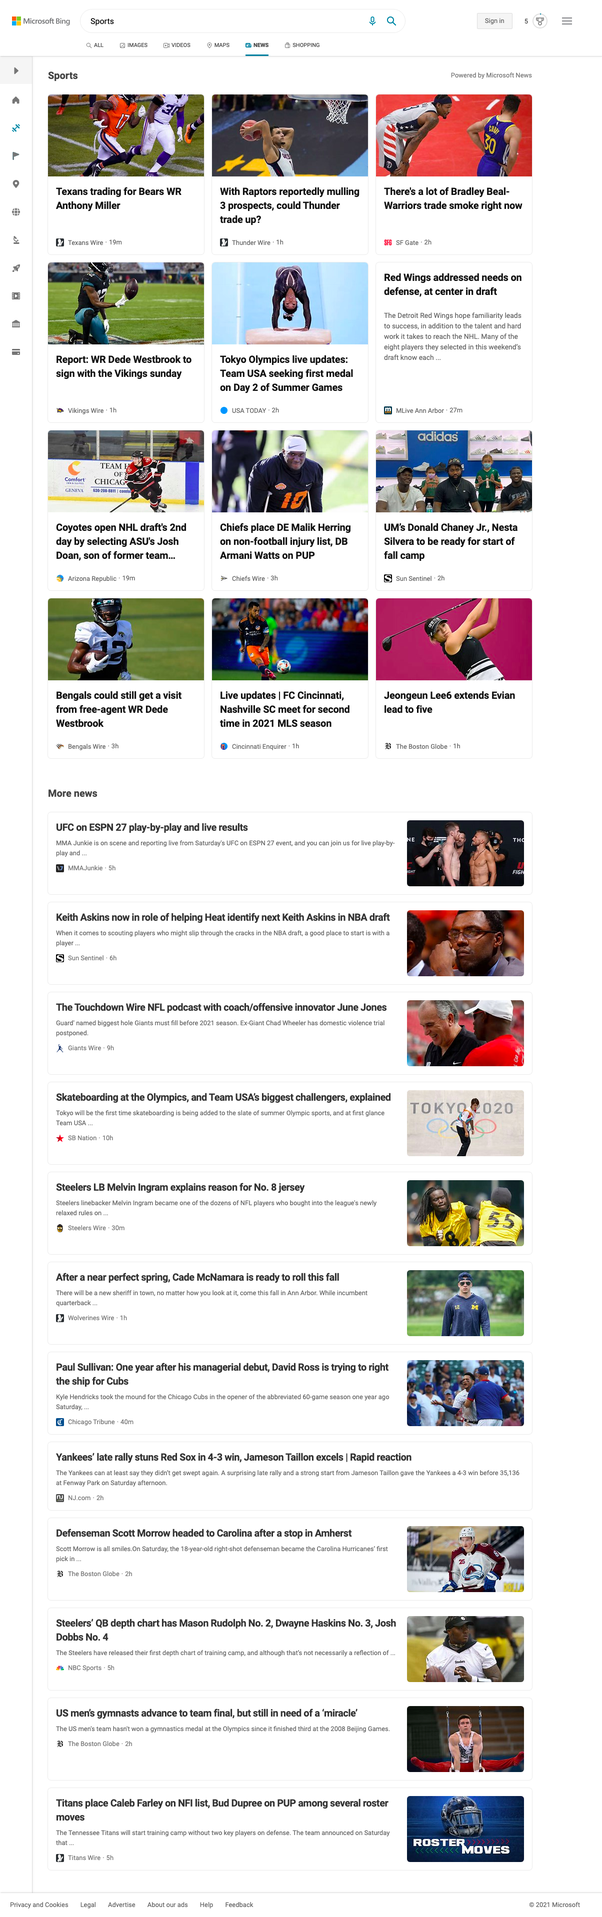 Microsoft Bing
Sports
Sign in
5
ALL
IMAGES
VIDEOS
MAPS
NEWS
SHOPPING
Sports
Powered by Microsoft News
Texans trading for Bears WR
Anthony Miller
Texans Wire · 19m
With Raptors reportedly mulling
3 prospects, could Thunder
trade up?
Thunder Wire · 1h
There's a lot of Bradley Beal-
Warriors trade smoke right now
SF Gate · 2h
Report: WR Dede Westbrook to
sign with the Vikings sunday
Vikings Wire · 1h
Tokyo Olympics live updates:
Team USA seeking first medal
on Day 2 of Summer Games
USA TODAY · 2h
Red Wings addressed needs on
defense, at center in draft
The Detroit Red Wings hope familiarity leads
to success, in addition to the talent and hard
work it takes to reach the NHL. Many of the
eight players they selected in this weekend's
draft know each ...
MLive Ann Arbor · 27m
Coyotes open NHL draft's 2nd
day by selecting ASU's Josh
Doan, son of former team...
Arizona Republic · 19m
Chiefs place DE Malik Herring
on non-football injury list, DB
Armani Watts on PUP
Chiefs Wire · 3h
adidas
UM's Donald Chaney Jr., Nesta
Silvera to be ready for start of
fall camp
Sun Sentinel · 2h
Bengals could still get a visit
from free-agent WR Dede
Westbrook
Bengals Wire · 3h
Live updates | FC Cincinnati,
Nashville SC meet for second
time in 2021 MLS season
Cincinnati Enquirer · 1h
Jeongeun Lee6 extends Evian
lead to five
The Boston Globe · 1h
More news
UFC on ESPN 27 play-by-play and live results
MMA Junkie is on scene and reporting live from Saturday's UFC on ESPN 27 event, and you can join us for live play-by-
play and ...
MMAJunkie · 5h
Keith Askins now in role of helping Heat identify next Keith Askins in NBA draft
When it comes to scouting players who might slip through the cracks in the NBA draft, a good place to start is with a
player ...
Sun Sentinel · 6h
The Touchdown Wire NFL podcast with coach/offensive innovator June Jones
Guard' named biggest hole Giants must fill before 2021 season. Ex-Giant Chad Wheeler has domestic violence trial
postponed.
Giants Wire · 9h
Skateboarding at the Olympics, and Team USA's biggest challengers, explained
Tokyo will be the first time skateboarding is being added to the slate of summer Olympic sports, and at first glance
Team USA ...
SB Nation · 10h
TOKYO 2020
Steelers LB Melvin Ingram explains reason for No. 8 jersey
Steelers linebacker Melvin Ingram became one of the dozens of NFL players who bought into the league's newly
relaxed rules on ...
Steelers Wire · 30m
After a near perfect spring, Cade McNamara is ready to roll this fall
There will be a new sheriff in town, no matter how you look at it, come this fall in Ann Arbor. While incumbent
quarterback ...
Wolverines Wire · 1h
Paul Sullivan: One year after his managerial debut, David Ross is trying to right
the ship for Cubs
Kyle Hendricks took the mound for the Chicago Cubs in the opener of the abbreviated 60-game season one year ago
Saturday, ...
Chicago Tribune · 40m
Yankees' late rally stuns Red Sox in 4-3 win, Jameson Taillon excels | Rapid reaction
The Yankees can at least say they didn't get swept again. A surprising late rally and a strong start from Jameson Taillon gave the Yankees a 4-3 win before 35,136
at Fenway Park on Saturday afternoon.
NJ.com · 2h
Defenseman Scott Morrow headed to Carolina after a stop in Amherst
Scott Morrow is all smiles.On Saturday, the 18-year-old right-shot defenseman became the Carolina Hurricanes' first
pick in ...
The Boston Globe · 2h
Steelers' QB depth chart has Mason Rudolph No. 2, Dwayne Haskins No. 3, Josh
Dobbs No. 4
The Steelers have released their first depth chart of training camp, and although that's not necessarily a reflection of ...
NBC Sports · 5h
US men's gymnasts advance to team final, but still in need of a 'miracle'
The US men's team hasn't won a gymnastics medal at the Olympics since it finished third at the 2008 Beijing Games.
The Boston Globe · 2h
Titans place Caleb Farley on NFI list, Bud Dupree on PUP among several roster
moves
The Tennessee Titans will start training camp without two key players on defense. The team announced on Saturday
that ...
Titans Wire · 5h
ROSTER
MOVES
Privacy and Cookies
Legal
Advertise
About our ads
Help
Feedback
© 2021 Microsoft